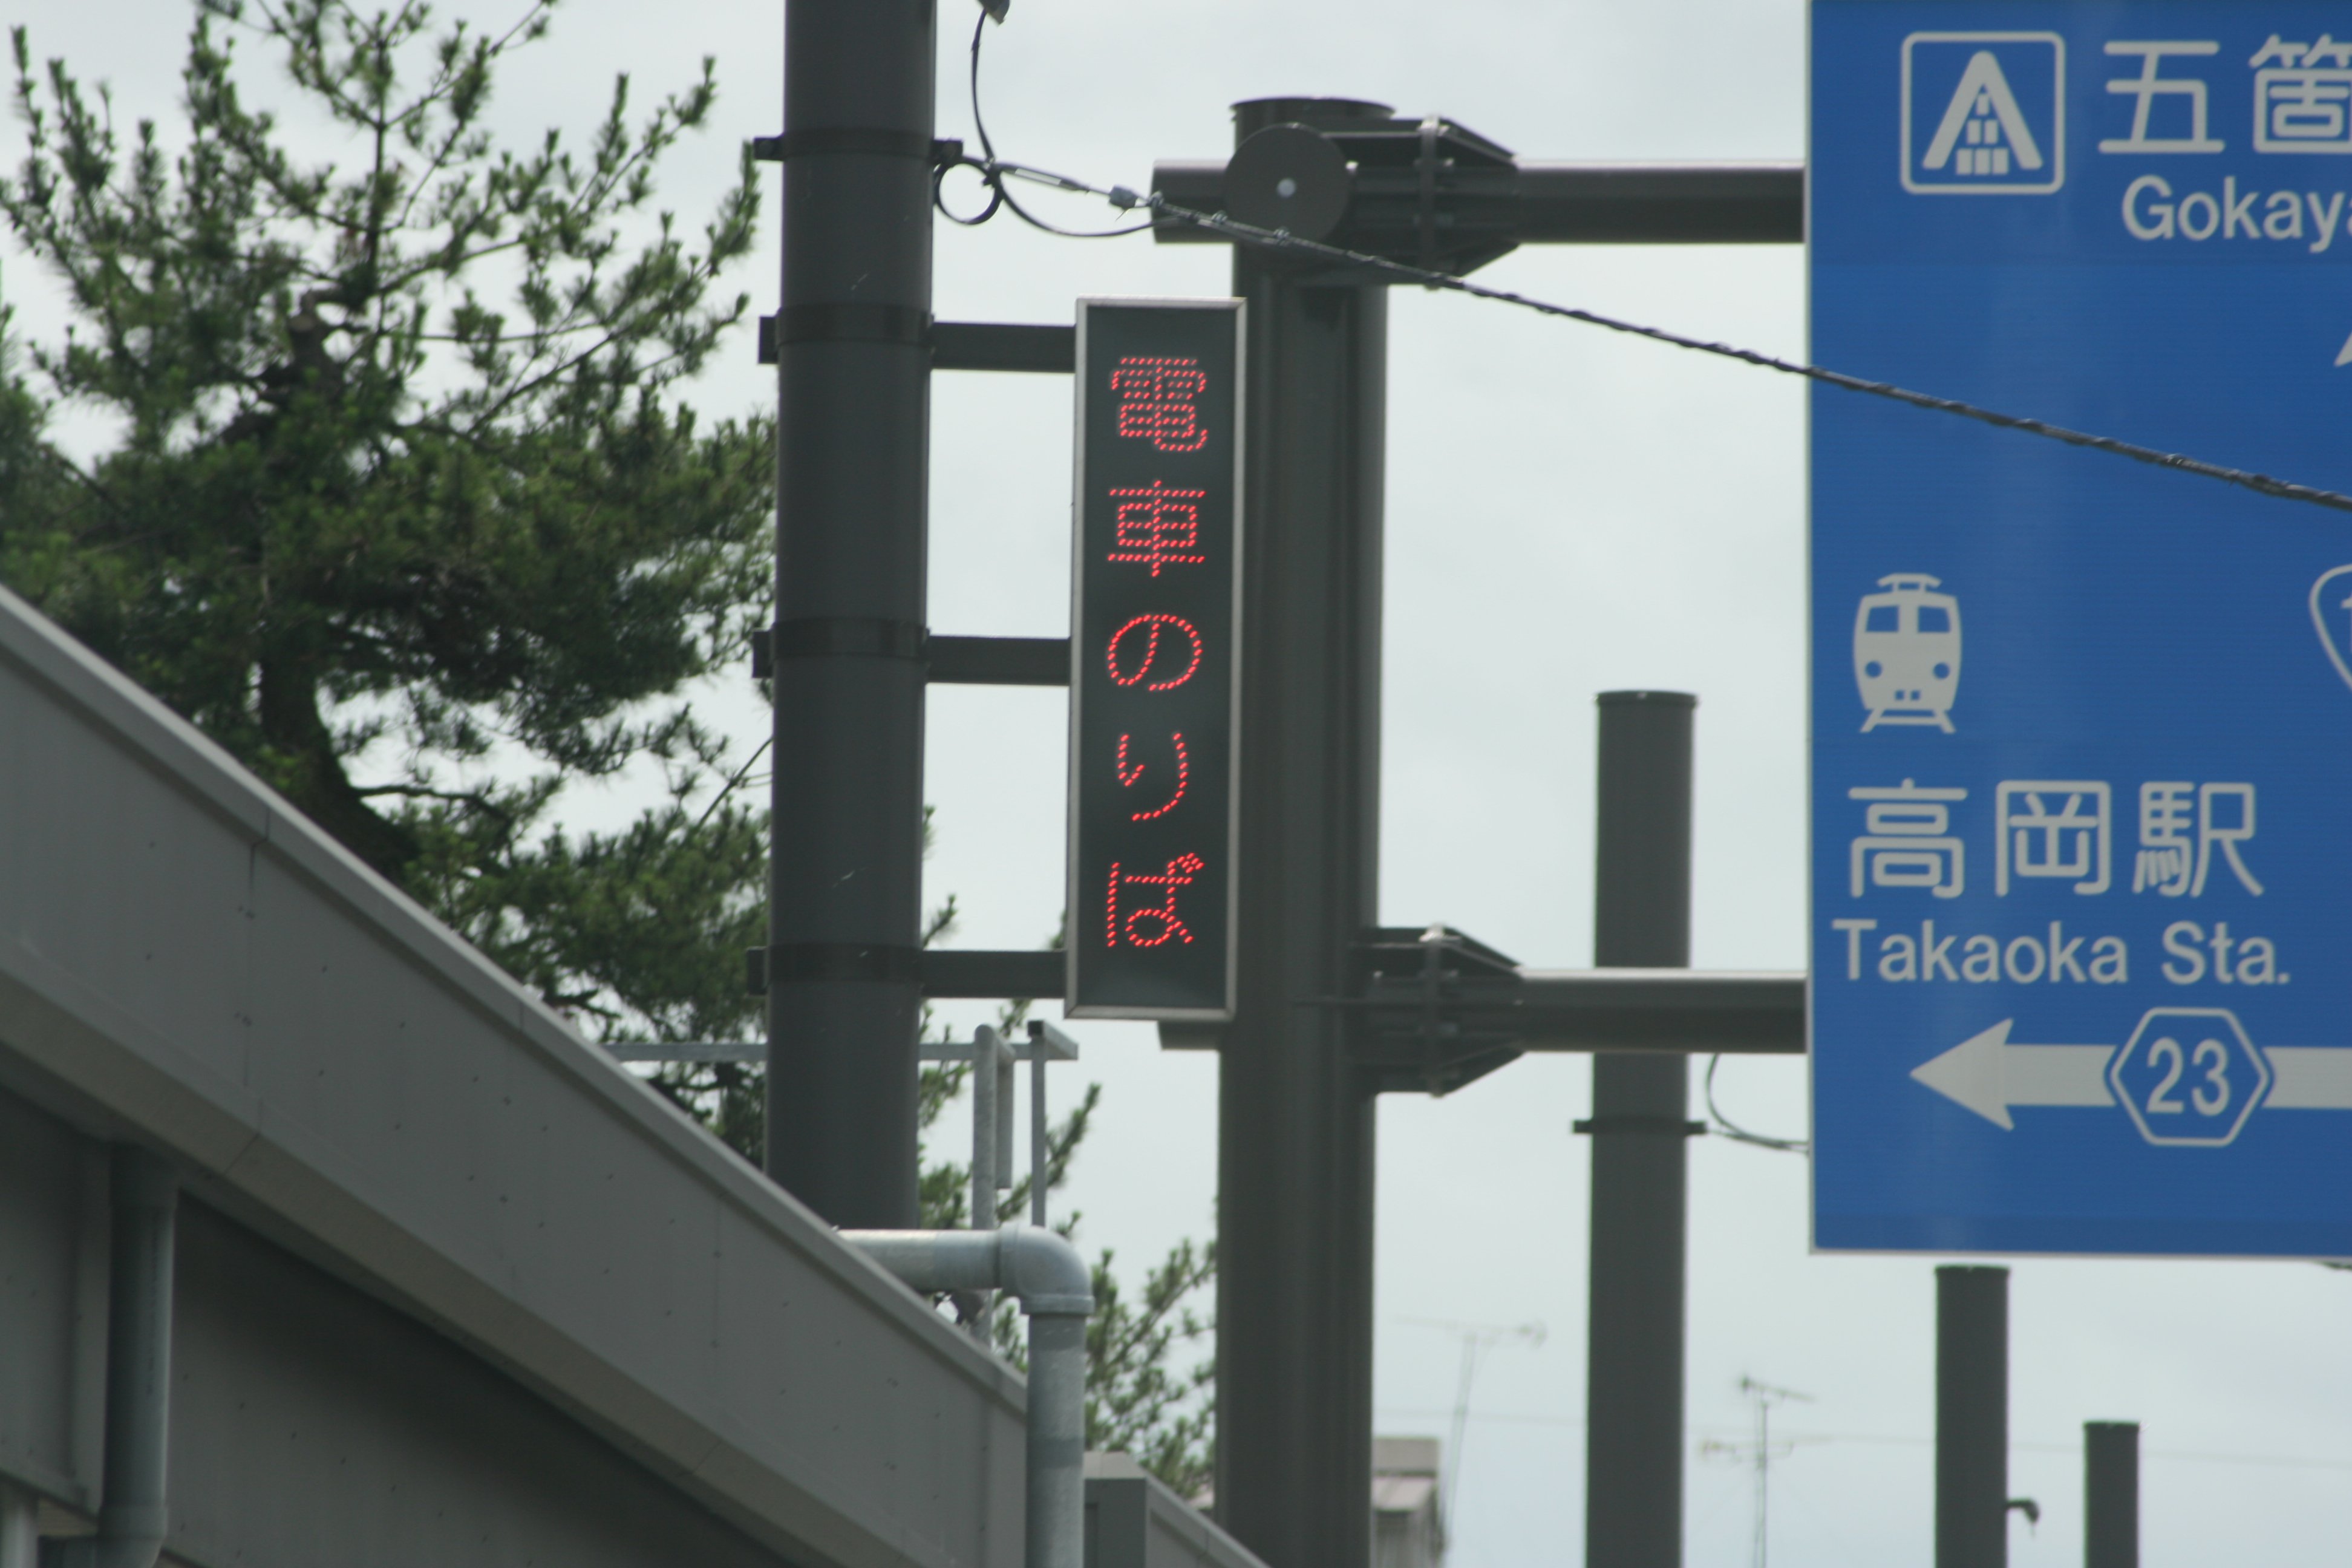 電車のりば
五箇
Gokaya
高岡駅
Takaoka Sta.
23